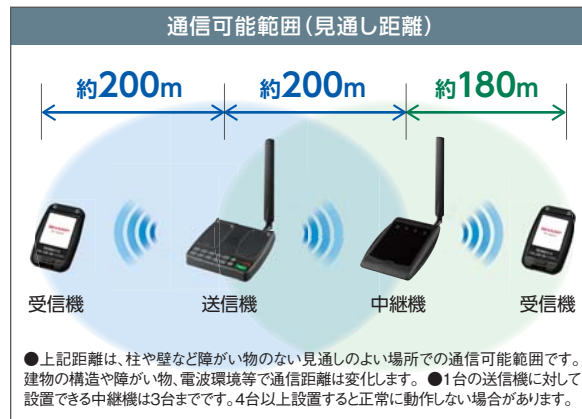 通信可能範囲(見通し距離)
約200m 約200m 約180m
受信機 送信機 中継機 受信機
●上記距離は、柱や壁など障がい物のない見通しのよい場所での通信可能範囲です。
建物の構造や障がい物、電波環境等で通信距離は変化します。 ●1台の送信機に対して
設置できる中継機は3台までです。4台以上設置すると正常に動作しない場合があります。